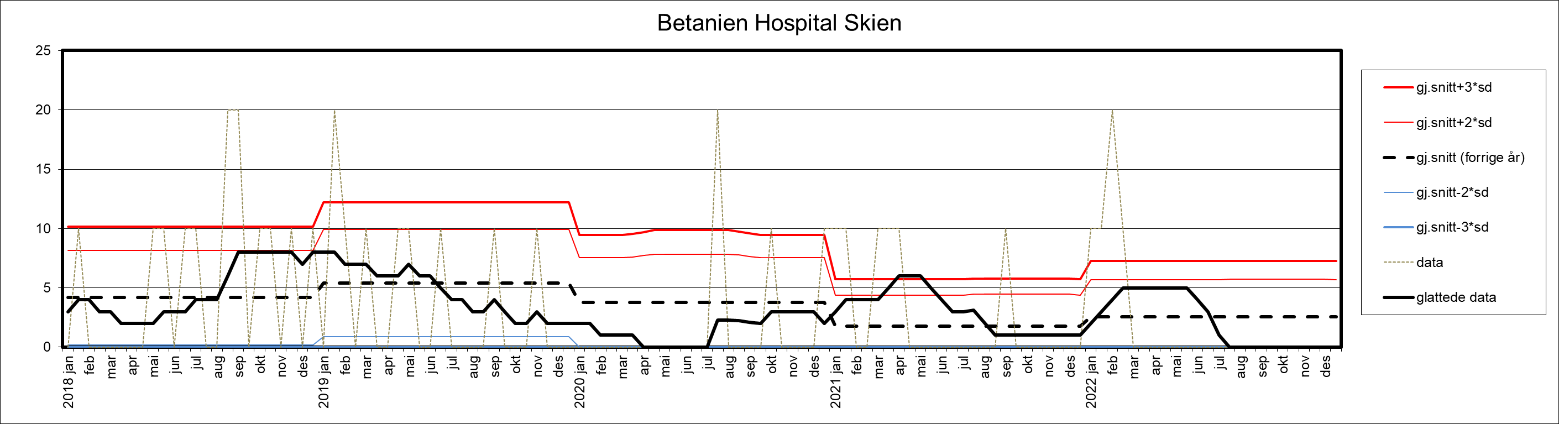 Betanien Hospital Skien
25
20
15
10
5
0
2018 jan
feb
mar
apr
mai
jun
jul
aug
sep
okt
nov
des
2019 jan
feb
mar
apr
mai
jun
jul
aug
sep
okt
nov
des
2020 jan
feb
mar
apr
mai
jun
jul
aug
sep
okt
nov
des
2021 jan
feb
mar
apr
mai
jun
jul
aug
sep
okt
nov
des
2022 jan
feb
mar
apr
mai
jun
jul
aug
sep
okt
nov
des
gj.snitt+3*sd
gj.snitt+2*sd
gj.snitt (forrige år)
gj.snitt-2*sd
gj.snitt-3*sd
data
glattede data